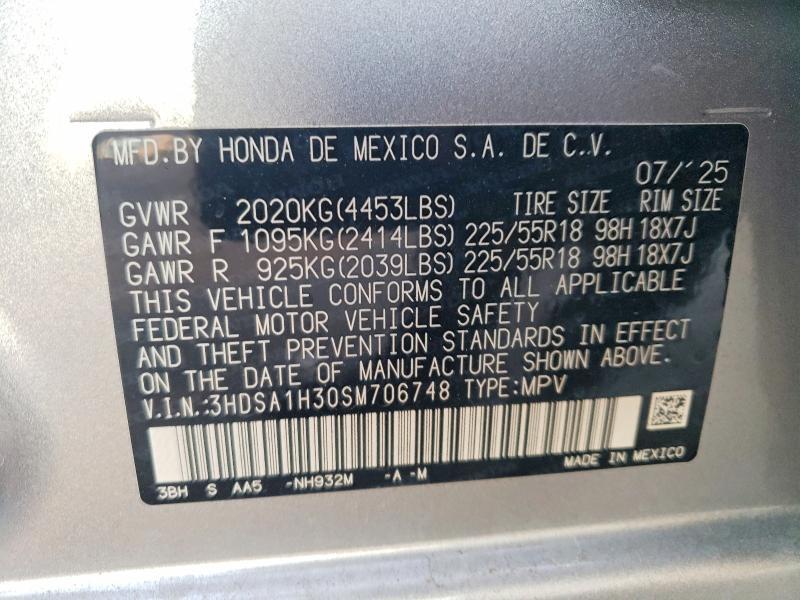 MFD.BY HONDA DE MEXICO S.A. DE C.V.
07/'25
GVWR 2020KG(4453LBS) TIRE SIZE RIM SIZE
GAWR F 1095KG(2414LBS) 225/55R18 98H 18X7J
GAWR R 925KG(2039LBS) 225/55R18 98H 18X7J
THIS VEHICLE CONFORMS TO ALL APPLICABLE
FEDERAL MOTOR VEHICLE SAFETY
AND THEFT PREVENTION STANDARDS IN EFFECT
ON THE DATE OF MANUFACTURE SHOWN ABOVE.
V.I.N.:3HDSA1H30SM706748 TYPE:MPV
MADE IN MEXICO
3BH S AA5 -NH932M -A -M